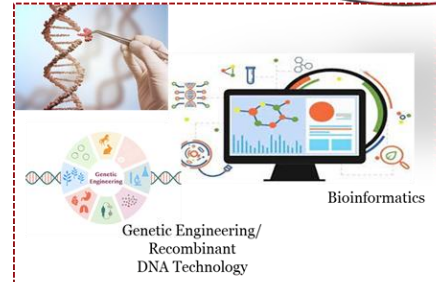 Genetic
Engineering
Bioinformatics
Genetic Engineering/
Recombinant
DNA Technology